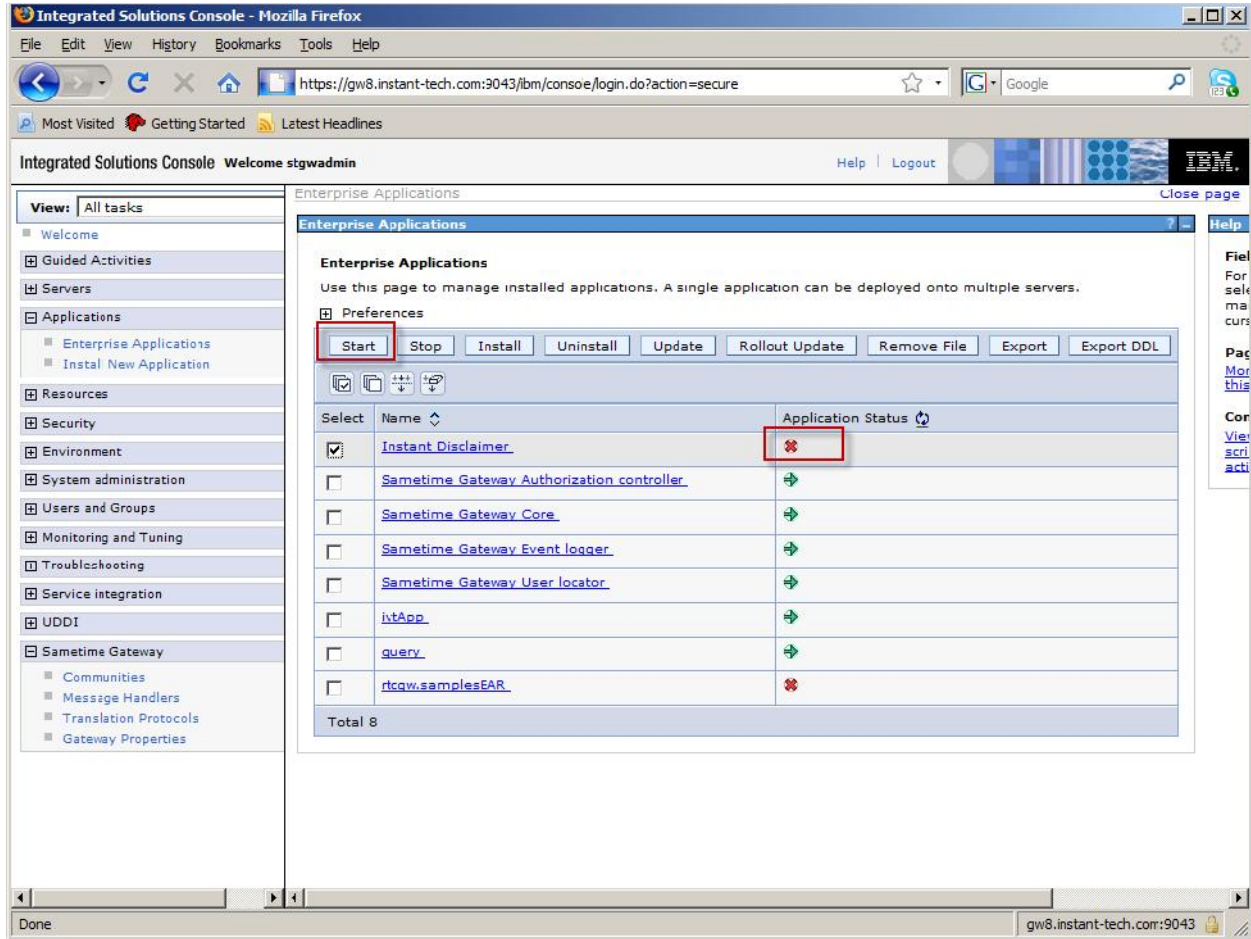 Integrated Solutions Console - Mozilla Firefox
File Edit View History Bookmarks Tools Help
https://gw8.instant-tech.com:9043/ibm/console/login.do?action=secure
G Google
123
Most Visited Getting Started Latest Headlines
Integrated Solutions Console Welcome stgwadmin
Help Logout
IBM.
View: All tasks
Welcome
Guided Activities
Servers
Applications
Enterprise Applications
Install New Application
Resources
Security
Environment
System administration
Users and Groups
Monitoring and Tuning
Troubleshooting
Service integration
UDDI
Sametime Gateway
Communities
Message Handlers
Translation Protocols
Gateway Properties
Enterprise Applications
Close page
Enterprise Applications ? -
Enterprise Applications
Use this page to manage installed applications. A single application can be deployed onto multiple servers.
Preferences
Start Stop Install Uninstall Update Rollout Update Remove File Export Export DDL
Select Name Application Status
Instant Disclaimer
Sametime Gateway Authorization controller
Sametime Gateway Core
Sametime Gateway Event logger
Sametime Gateway User locator
ivtApp
query
rtcgw.samplesEAR
Total 8
Help
For
this
Done
gw8.instant-tech.com:9043